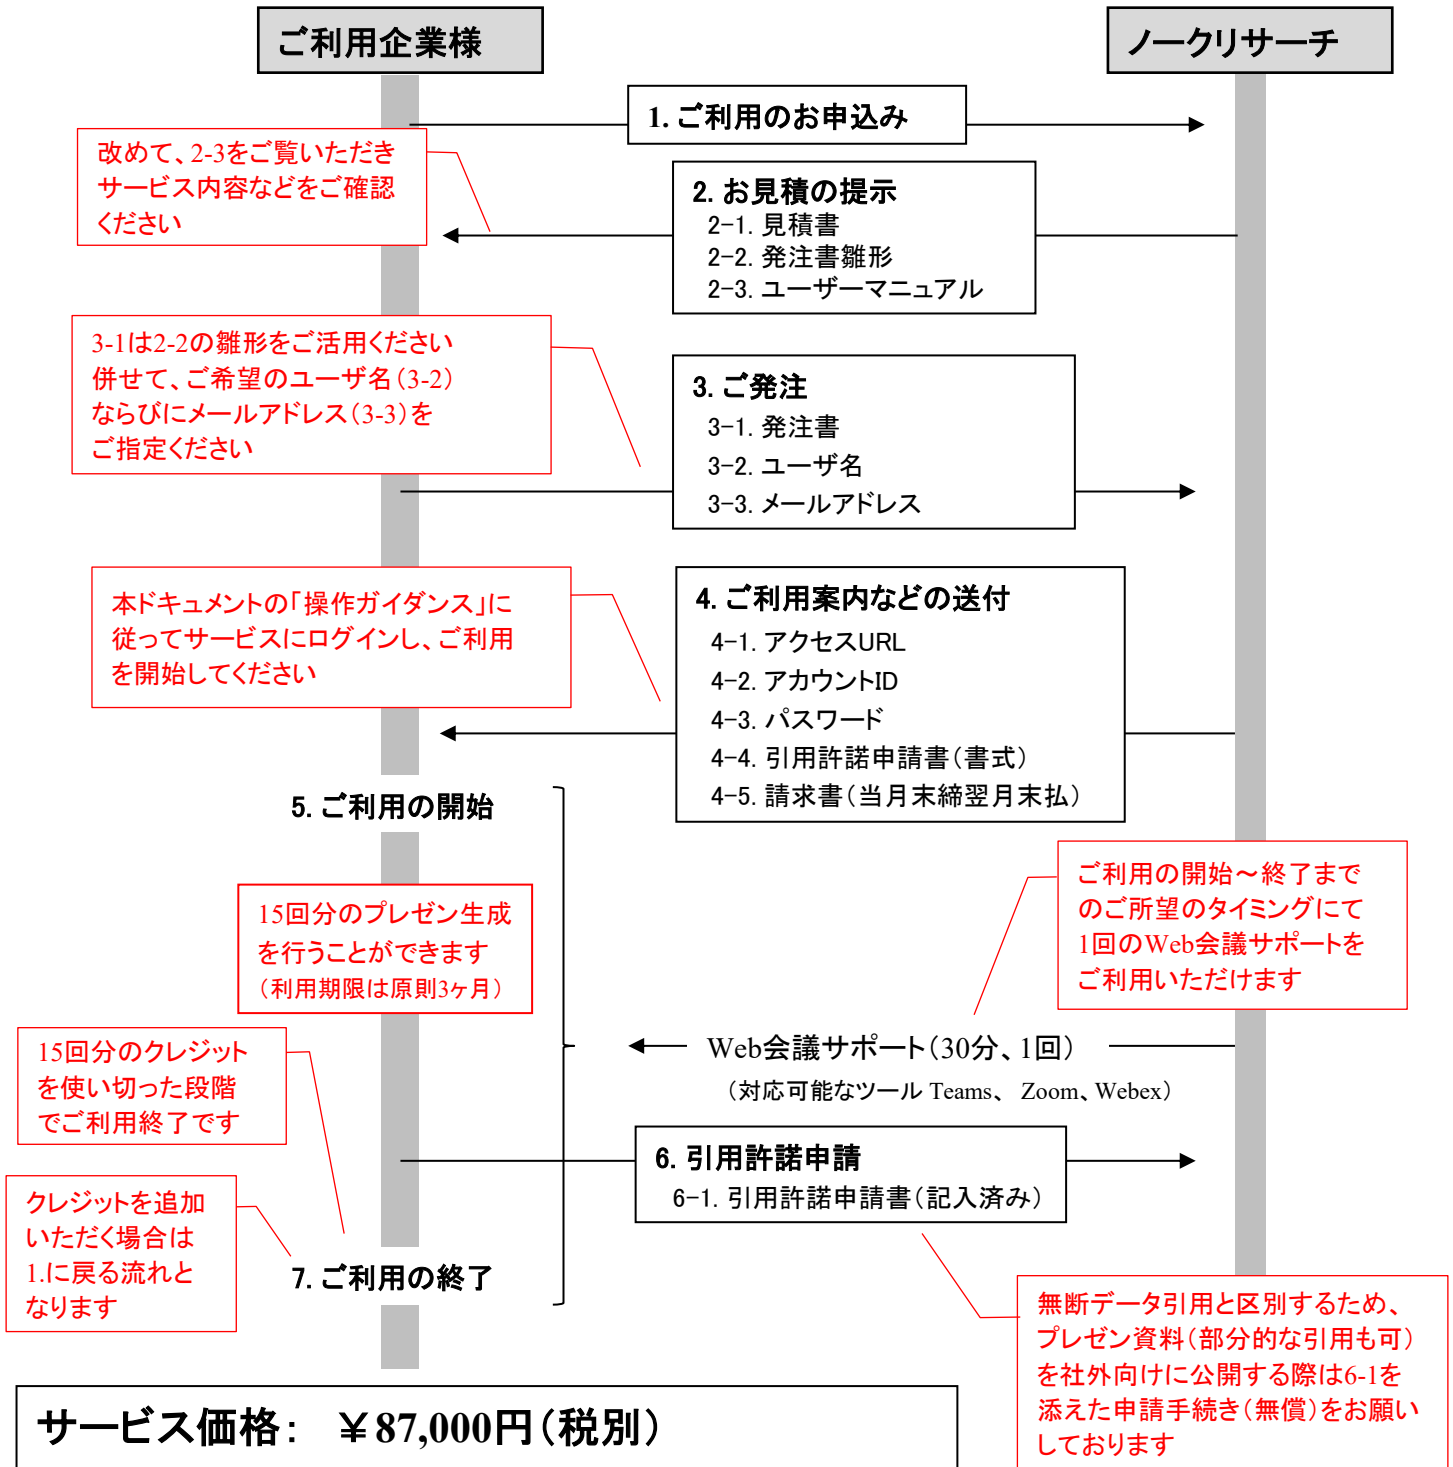 ご利用企業様
ノークリサーチ
1. ご利用のお申込み
改めて、2-3をご覧いただき
サービス内容などをご確認
ください
2. お見積の提示
2-1. 見積書
2-2. 発注書雛形
2-3. ユーザーマニュアル
3-1は2-2の雛形をご活用ください
併せて、ご希望のユーザ名(3-2)
ならびにメールアドレス(3-3)を
ご指定ください
3. ご発注
3-1. 発注書
3-2. ユーザ名
3-3. メールアドレス
本ドキュメントの「操作ガイダンス」に
従ってサービスにログインし、ご利用
を開始してください
4. ご利用案内などの送付
4-1. アクセスURL
4-2. アカウントID
4-3. パスワード
4-4. 引用許諾申請書(書式)
4-5. 請求書(当月末締翌月末払)
5. ご利用の開始
15回分のプレゼン生成
を行うことができます
(利用期限は原則3ヶ月)
ご利用の開始~終了まで
のご所望のタイミングにて
1回のWeb会議サポートを
ご利用いただけます
Web会議サポート(30分、1回)
(対応可能なツール Teams、 Zoom、Webex)
15回分のクレジット
を使い切った段階
でご利用終了です
6. 引用許諾申請
6-1. 引用許諾申請書(記入済み)
クレジットを追加
いただく場合は
1.に戻る流れと
なります
7. ご利用の終了
無断データ引用と区別するため、
プレゼン資料(部分的な引用も可)
を社外向けに公開する際は6-1を
添えた申請手続き(無償)をお願い
しております
サービス価格: ¥87,000円(税別)